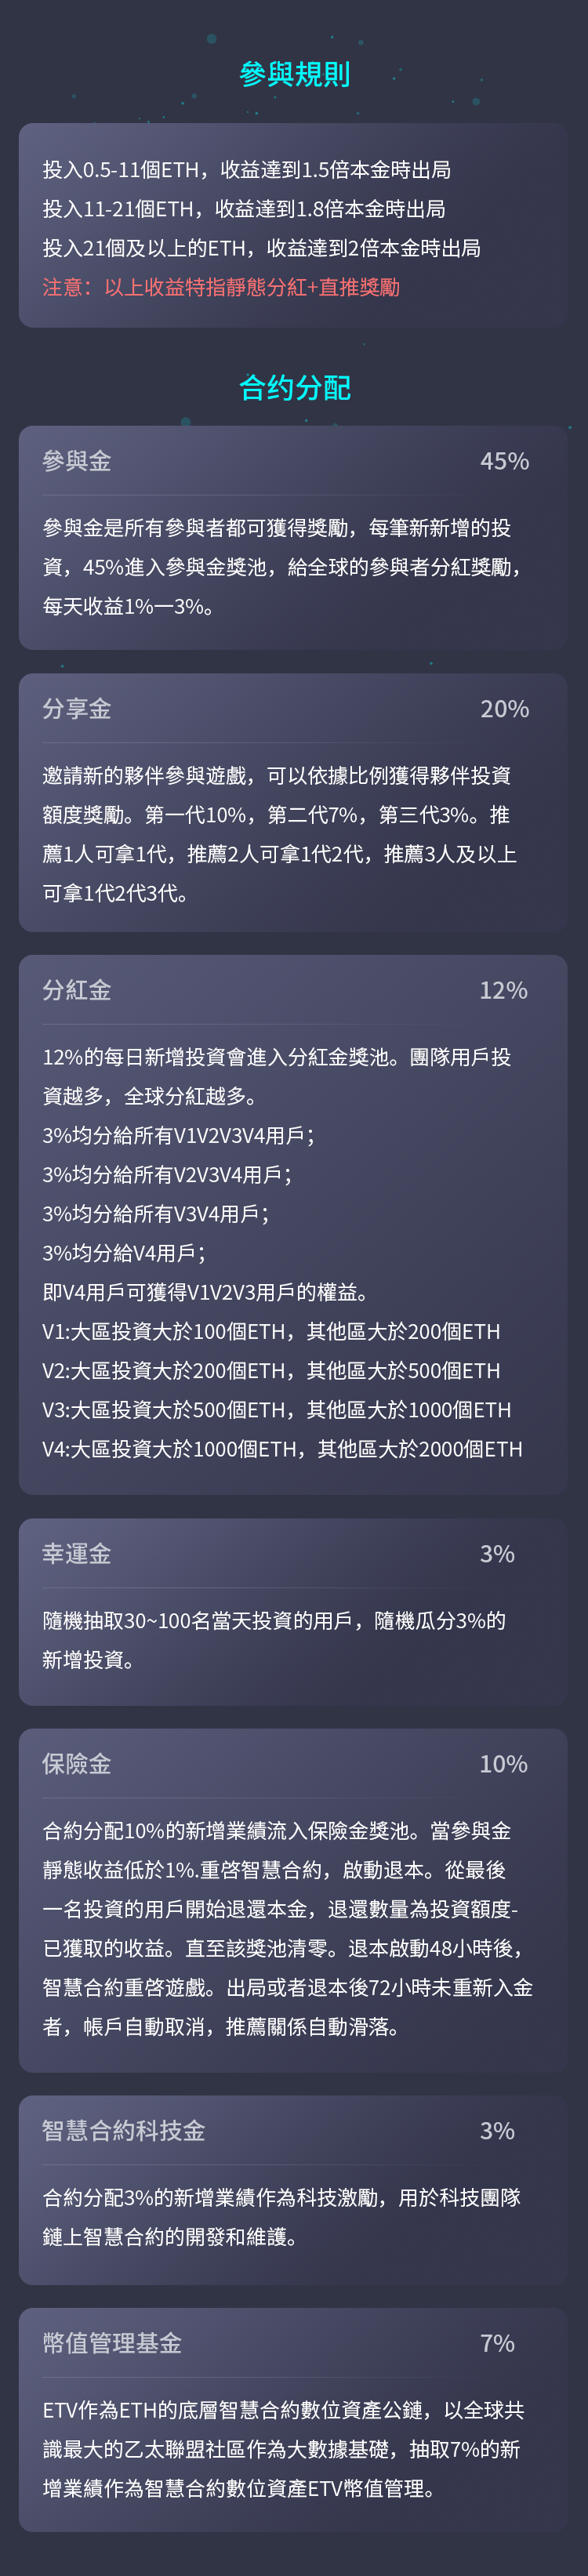 參與規則
投入0.5-11個ETH，收益達到1.5倍本金時出局
投入11-21個ETH，收益達到1.8倍本金時出局
投入21個及以上的ETH，收益達到2倍本金時出局
注意：以上收益特指靜態分紅+直推獎勵
合约分配
參與金 45%
參與金是所有參與者都可獲得獎勵，每筆新新增的投
資，45%進入參與金獎池，給全球的參與者分紅獎勵，
每天收益1%一3%。
分享金 20%
邀請新的夥伴參與遊戲，可以依據比例獲得夥伴投資
額度獎勵。第一代10%，第二代7%，第三代3%。推
薦1人可拿1代，推薦2人可拿1代2代，推薦3人及以上
可拿1代2代3代。
分紅金 12%
12%的每日新增投資會進入分紅金獎池。團隊用戶投
資越多，全球分紅越多。
3%均分給所有V1V2V3V4用戶；
3%均分給所有V2V3V4用戶；
3%均分給所有V3V4用戶；
3%均分給V4用戶；
即V4用戶可獲得V1V2V3用戶的權益。
V1:大區投資大於100個ETH，其他區大於200個ETH
V2:大區投資大於200個ETH，其他區大於500個ETH
V3:大區投資大於500個ETH，其他區大於1000個ETH
V4:大區投資大於1000個ETH，其他區大於2000個ETH
幸運金 3%
隨機抽取30~100名當天投資的用戶，隨機瓜分3%的
新增投資。
保險金 10%
合約分配10%的新增業績流入保險金獎池。當參與金
靜態收益低於1%.重啓智慧合約，啟動退本。從最後
一名投資的用戶開始退還本金，退還數量為投資額度-
已獲取的收益。直至該獎池清零。退本啟動48小時後，
智慧合約重啓遊戲。出局或者退本後72小時未重新入金
者，帳戶自動取消，推薦關係自動滑落。
智慧合約科技金 3%
合約分配3%的新增業績作為科技激勵，用於科技團隊
鏈上智慧合約的開發和維護。
幣值管理基金 7%
ETV作為ETH的底層智慧合約數位資產公鏈，以全球共
識最大的乙太聯盟社區作為大數據基礎，抽取7%的新
增業績作為智慧合約數位資產ETV幣值管理。